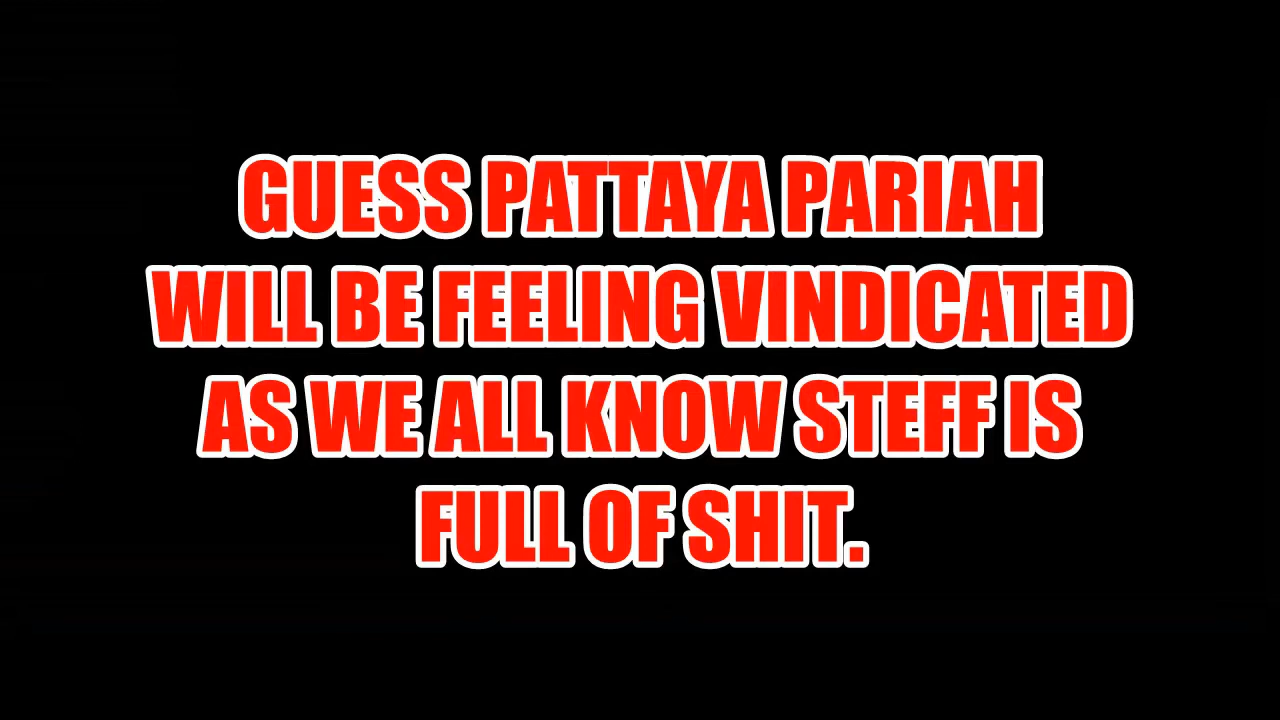 GUESS PATTAYA PARIAH
WILL BE FEELING VINDICATED
AS WE ALL KNOW STEFF IS
FULL OF SHIT.